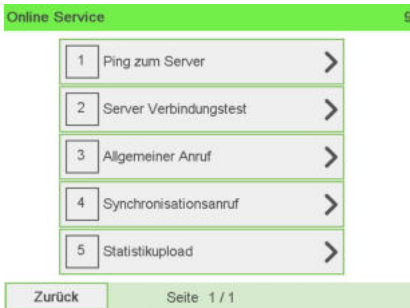 Online Service 9
1 Ping zum Server
2 Server Verbindungstest
3 Allgemeiner Anruf
4 Synchronisationsanruf
5 Statistikupload
Zurück Seite 1 / 1